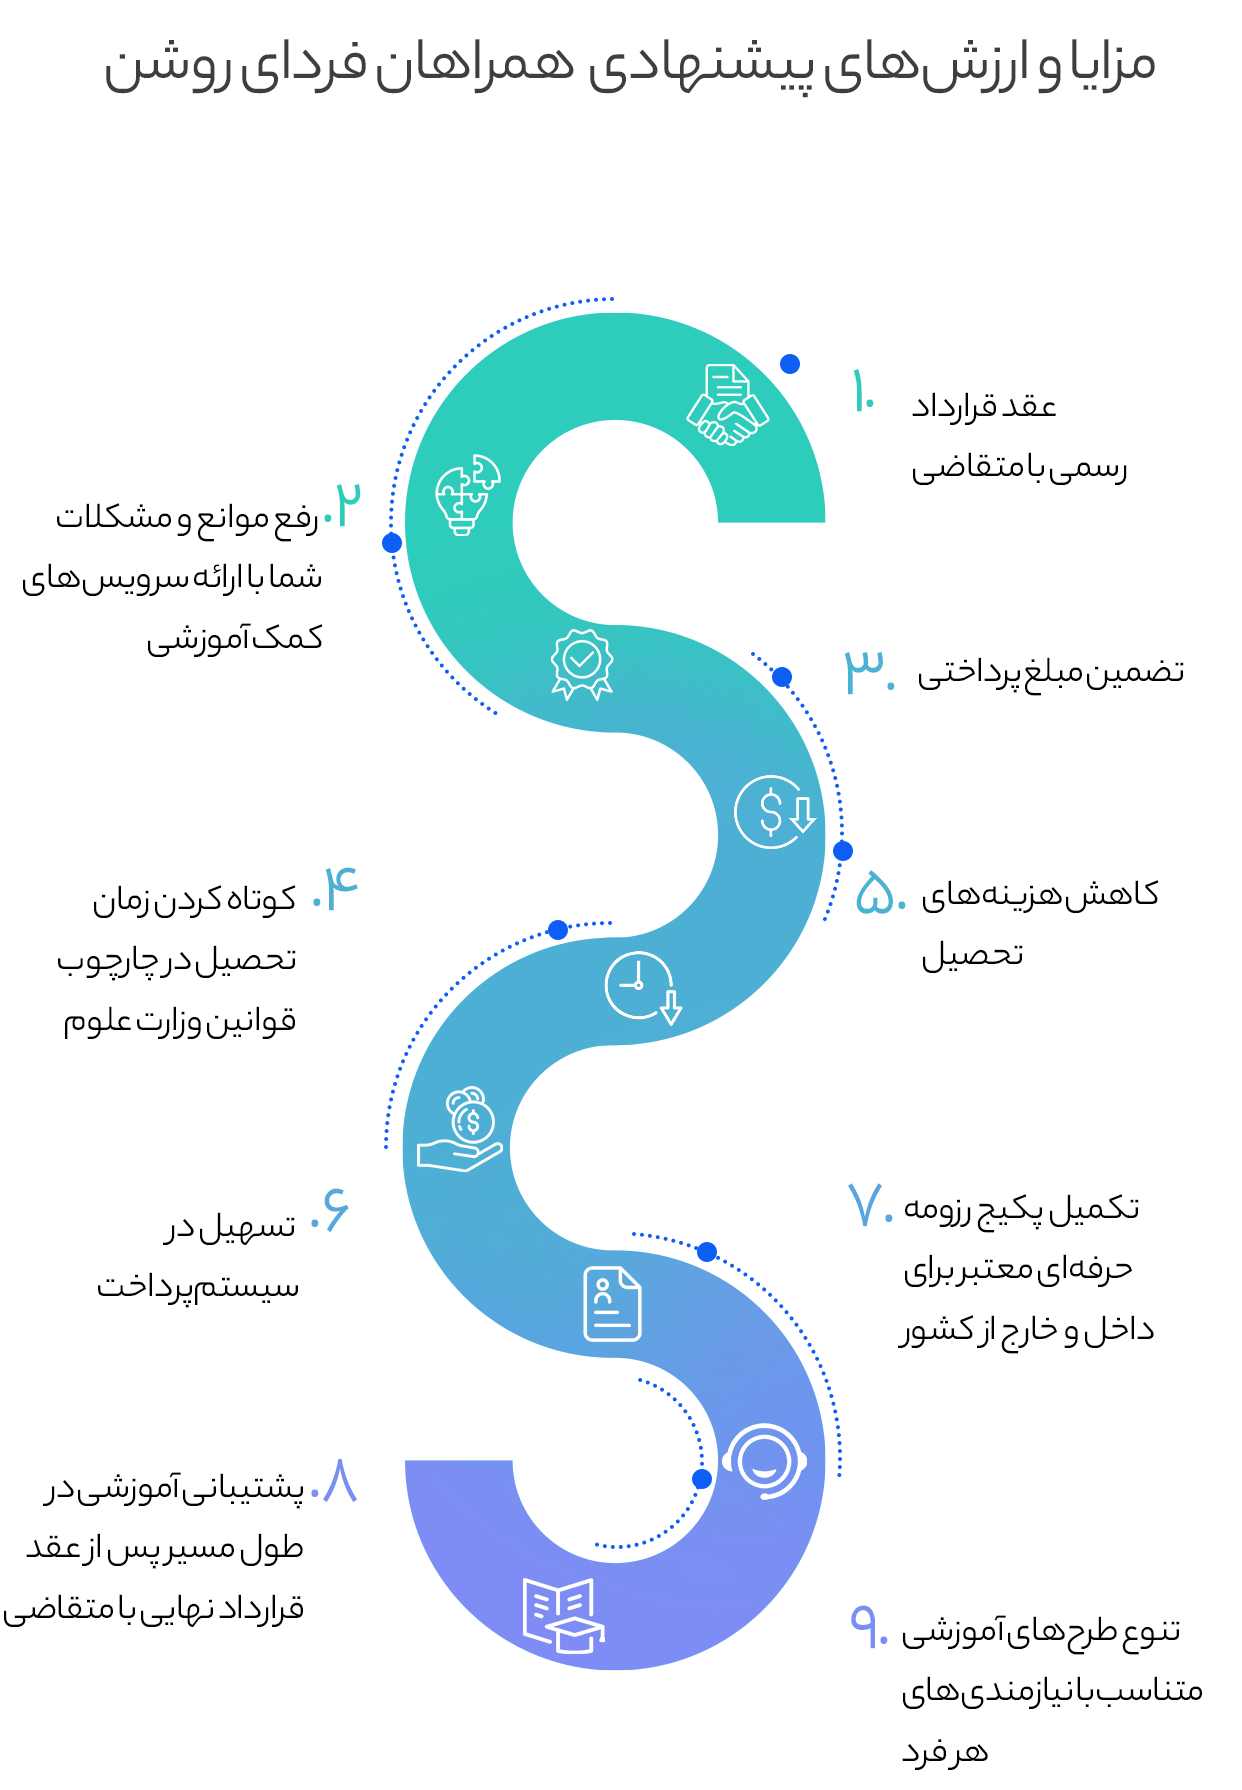 مزایا و ارزش‌های پیشنهادی همراهان فردای روشن
۱.
عقد قرارداد
رسمی با متقاضی
۲.
رفع موانع و مشکلات
شما با ارائه سرویس‌های
کمک‌آموزشی
۳.
تضمین مبلغ پرداختی
۴.
کوتاه کردن زمان
تحصیل در چارچوب
قوانین وزارت علوم
۵.
کاهش هزینه‌های
تحصیل
۶.
تسهیل در
سیستم پرداخت
۷.
تکمیل پکیج رزومه
حرفه‌ای معتبر برای
داخل و خارج از کشور
۸.
پشتیبانی آموزشی در
طول مسیر پس از عقد
قرارداد نهایی با متقاضی
۹.
تنوع طرح‌های آموزشی
متناسب با نیازمندی‌های
هر فرد